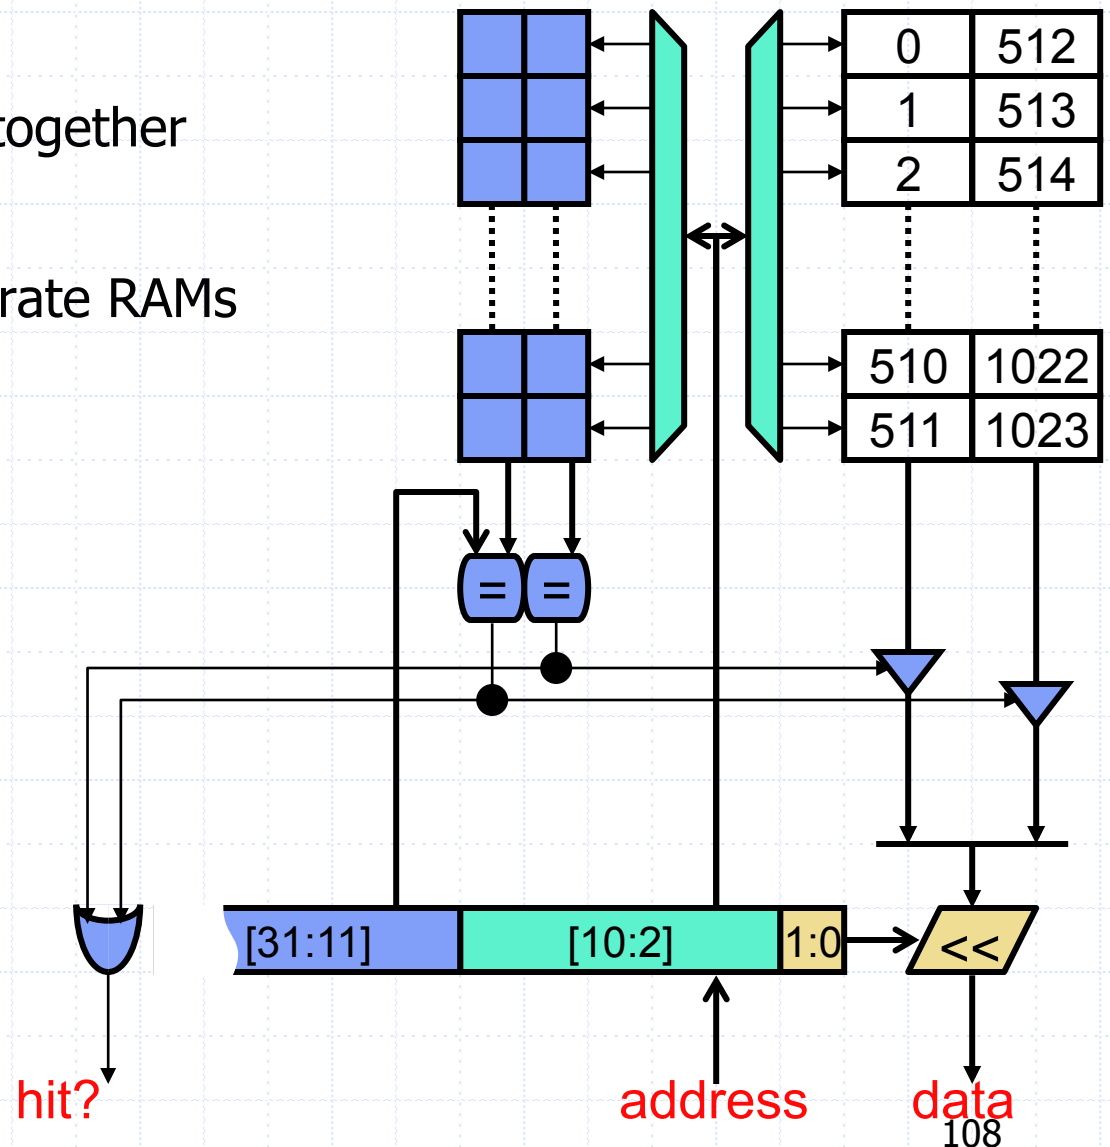 0 512
1 513
together
2 514
rate RAMs
510 1022
511 1023
= =
[31:11] [10:2] 1:0 <<
hit? address data
108